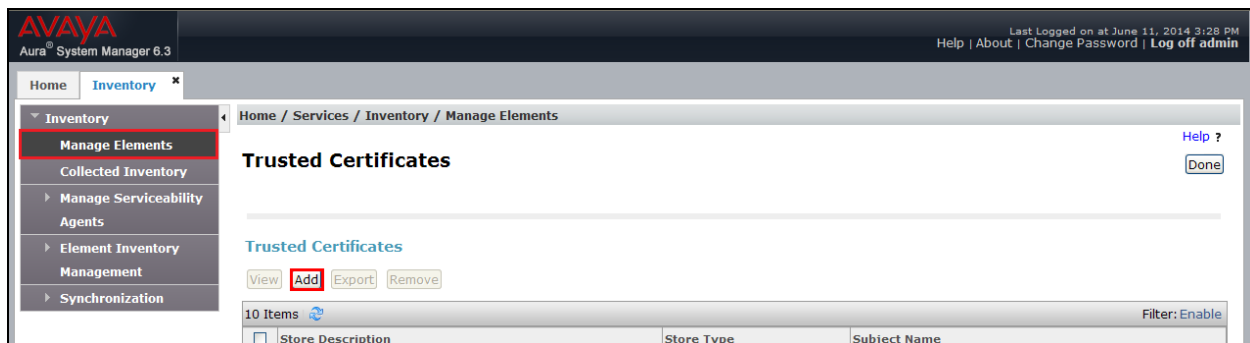 AVAYA
Aura® System Manager 6.3
Last Logged on at June 11, 2014 3:28 PM
Help | About | Change Password | Log off admin
Home Inventory ×
Inventory
Manage Elements
Collected Inventory
Manage Serviceability
Agents
Element Inventory
Management
Synchronization
Home / Services / Inventory / Manage Elements
Help ?
Trusted Certificates
Done
Trusted Certificates
View Add Export Remove
10 Items Filter: Enable
Store Description Store Type Subject Name